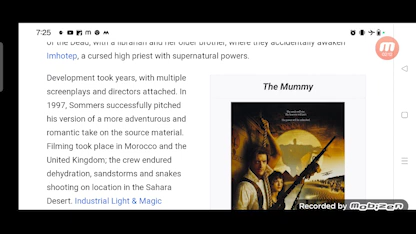 7:25
of the Dead, with a librarian and her older brother, where they accidentally awaken
Imhotep, a cursed high priest with supernatural powers.
Development took years, with multiple
screenplays and directors attached. In
1997, Sommers successfully pitched
his version of a more adventurous and
romantic take on the source material.
Filming took place in Morocco and the
United Kingdom; the crew endured
dehydration, sandstorms and snakes
shooting on location in the Sahara
Desert. Industrial Light & Magic
The Mummy
Recorded by Mobizen